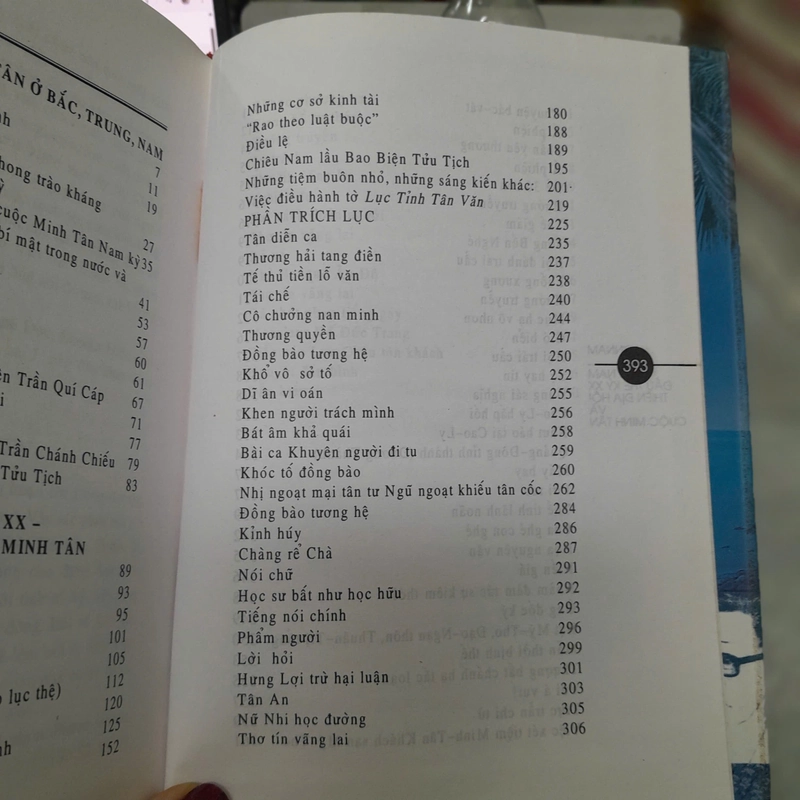 TÂN Ở BẮC, TRUNG, NAM
7
11
hong trào kháng
19
27
cuộc Minh Tân Nam kỳ 35
bí mật trong nước và
41
53
57
60
ên Trần Quí Cáp 61
67
71
77
Trần Chánh Chiếu 79
Tửu Tịch 83
XX –
MINH TÂN
89
93
95
101
105
112
lục thệ)
120
125
152
Những cơ sở kinh tài 180
"Rao theo luật buộc" 188
Điều lệ 189
Chiêu Nam lầu Bao Biện Tửu Tịch 195
Những tiệm buôn nhỏ, những sáng kiến khác: 201
Việc điều hành tờ Lục Tỉnh Tân Văn 219
PHẦN TRÍCH LỤC 225
Tân diễn ca 235
Thương hải tang điền 237
Tế thủ tiền lỗ văn 238
Tái chế 240
Cô chưởng nan minh 244
Thương quyền 247
Đồng bào tương hệ 250
Khổ vô sở tố 252
Dĩ ân vi oán 255
Khen người trách mình 256
Bát âm khả quái 258
Bài ca Khuyên người đi tu 259
Khóc tố đồng bào 260
Nhị ngoạt mại tân tư Ngũ ngoạt khiếu tân cốc 262
Đồng bào tương hệ 284
Kỉnh húy 286
Chàng rể Chà 287
Nói chữ 291
Học sư bất như học hữu 292
Tiếng nói chính 293
Phẩm người 296
Lời hỏi 299
Hưng Lợi trừ hại luận 301
Tân An 303
Nữ Nhi học đường 305
Thơ tín vãng lai 306
393